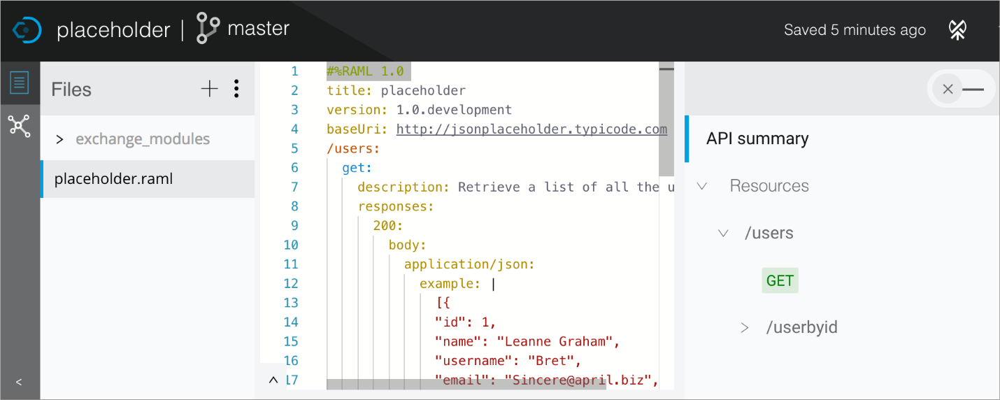 placeholder | master
Saved 5 minutes ago
Files
exchange_modules
placeholder.raml
1 #%RAML 1.0
2 title: placeholder
3 version: 1.0.development
4 baseUri: http://jsonplaceholder.typicode.com
5 /users:
6 get:
7 description: Retrieve a list of all the u
8 responses:
9 200:
10 body:
11 application/json:
12 example: |
13 [{
14 "id": 1,
15 "name": "Leanne Graham",
16 "username": "Bret",
17 "email": "Sincere@april.biz",
API summary
Resources
/users
GET
/userbyid